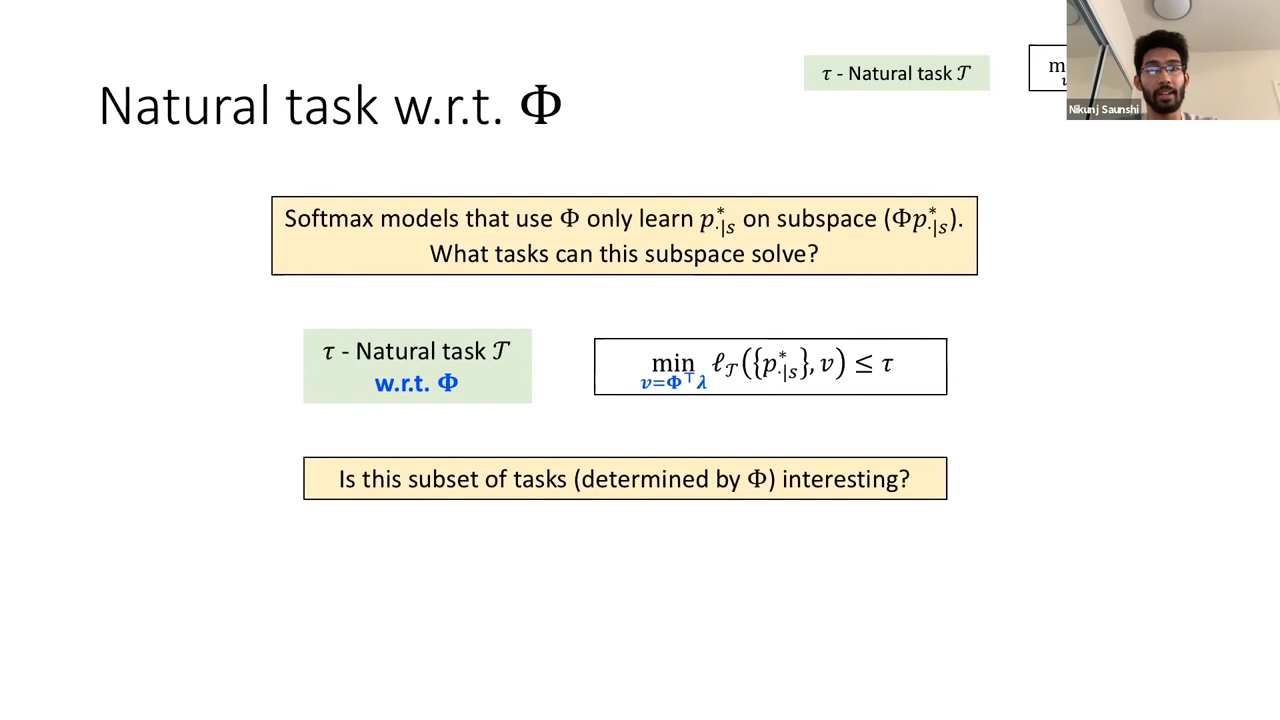 τ - Natural task 𝒯
m
Nikunj Saunshi
Natural task w.r.t. Φ
Softmax models that use Φ only learn p*·|s on subspace (Φp*·|s).
What tasks can this subspace solve?
τ - Natural task 𝒯
w.r.t. Φ
min v=Φ⊤λ ℓ𝒯({p*·|s}, v) ≤ τ
Is this subset of tasks (determined by Φ) interesting?